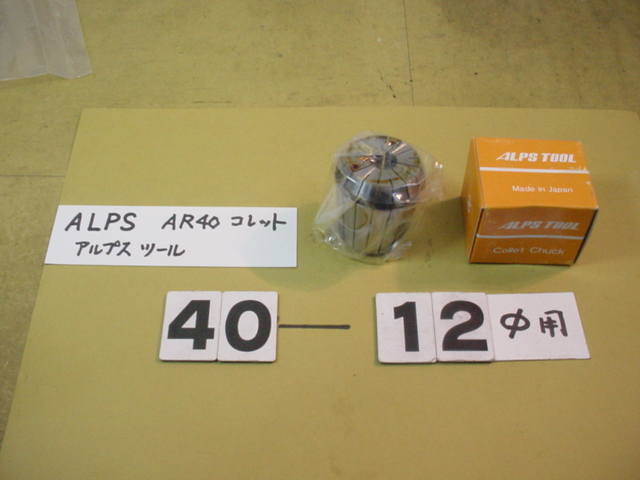 ALPS AR40 コレット
アルプス ツール
ALPS TOOL
Made in Japan
ALPS TOOL
Collet Chuck
40 — 12 φ用